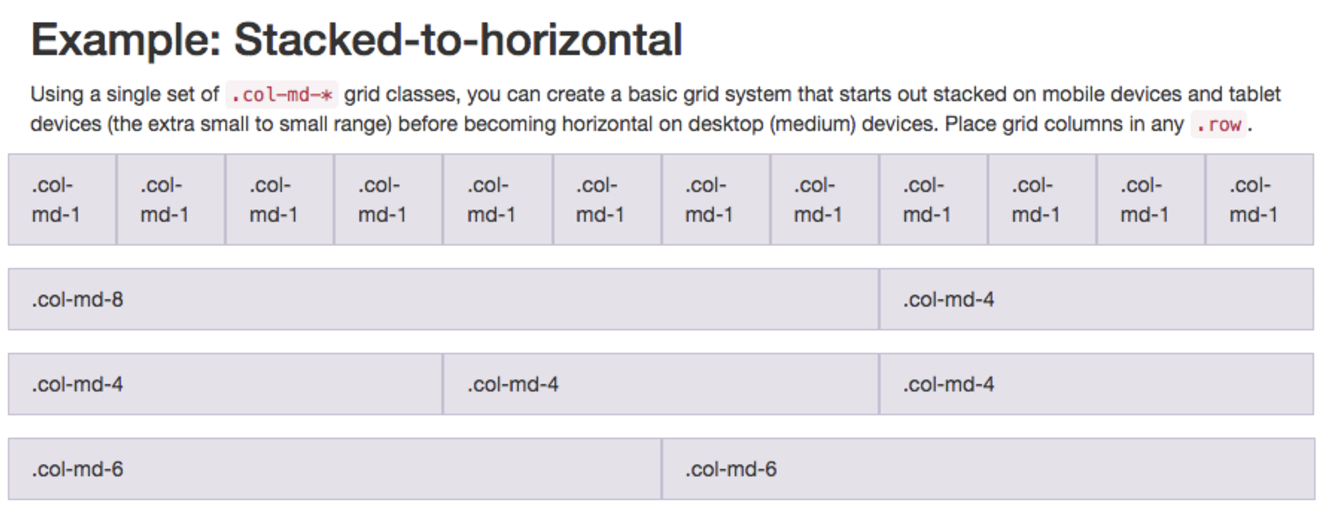 Example: Stacked-to-horizontal
Using a single set of .col-md-* grid classes, you can create a basic grid system that starts out stacked on mobile devices and tablet
devices (the extra small to small range) before becoming horizontal on desktop (medium) devices. Place grid columns in any .row.
.col- .col- .col- .col- .col- .col- .col- .col- .col- .col- .col- .col-
md-1 md-1 md-1 md-1 md-1 md-1 md-1 md-1 md-1 md-1 md-1 md-1
.col-md-8 .col-md-4
.col-md-4 .col-md-4 .col-md-4
.col-md-6 .col-md-6